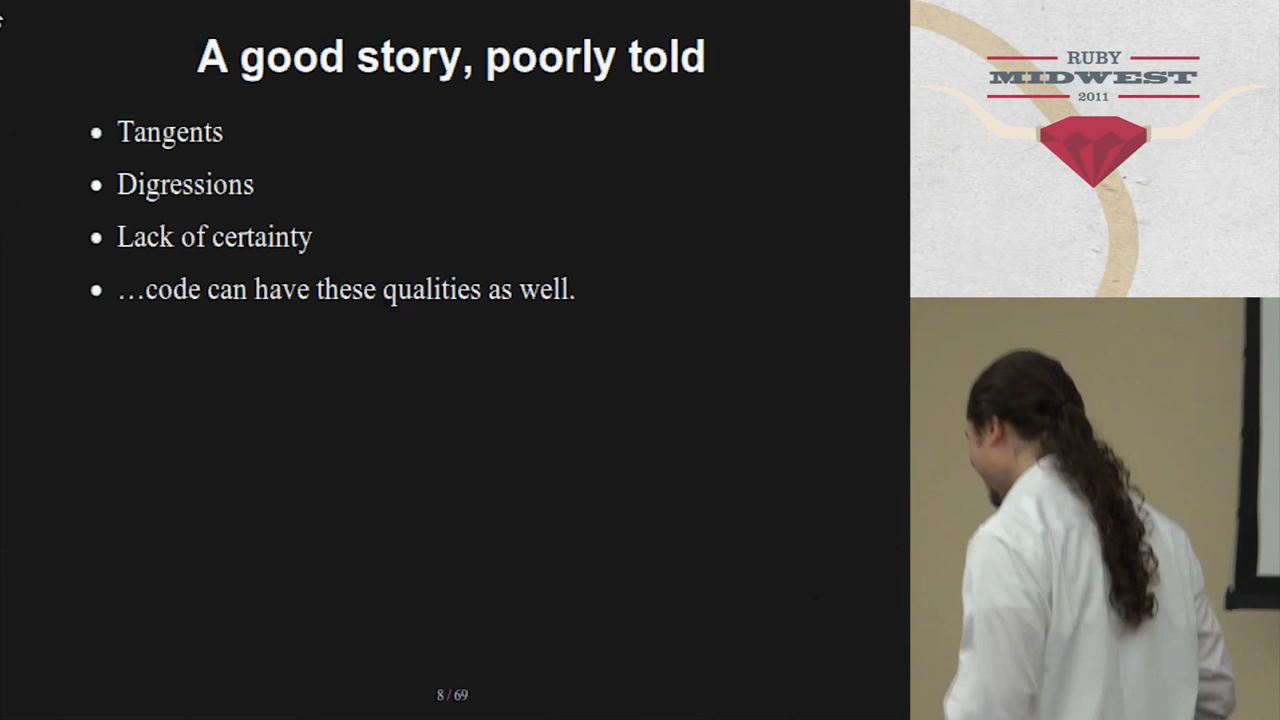 A good story, poorly told
• Tangents
• Digressions
• Lack of certainty
• …code can have these qualities as well.
8 / 69
RUBY
MIDWEST
2011